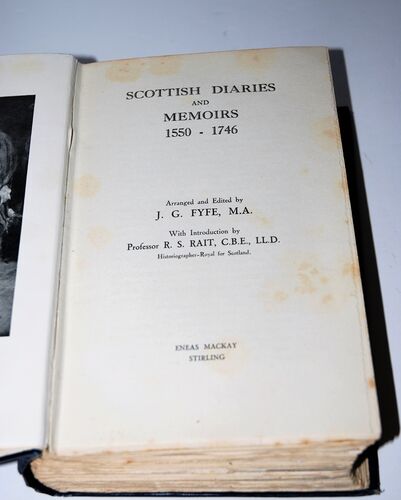 SCOTTISH DIARIES
AND
MEMOIRS
1550 - 1746
Arranged and Edited by
J. G. FYFE, M.A.
With Introduction by
Professor R. S. RAIT, C.B.E., LL.D.
Historiographer-Royal for Scotland.
ENEAS MACKAY
STIRLING